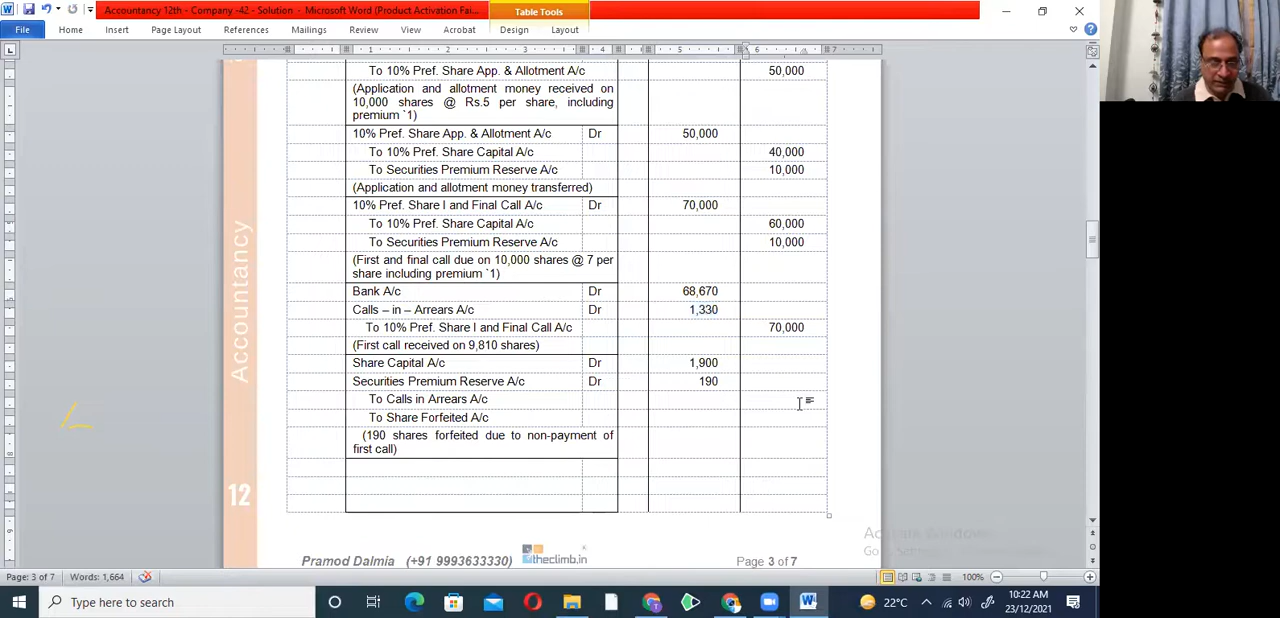 Accountancy 12th - Company -42 - Solution - Microsoft Word (Product Activation Fai...
Table Tools
File Home Insert Page Layout References Mailings Review View Acrobat Design Layout
1 2 3 4 5 6 7
To 10% Pref. Share App. & Allotment A/c 50,000
(Application and allotment money received on
10,000 shares @ Rs.5 per share, including
premium `1)
10% Pref. Share App. & Allotment A/c Dr 50,000
To 10% Pref. Share Capital A/c 40,000
To Securities Premium Reserve A/c 10,000
(Application and allotment money transferred)
10% Pref. Share I and Final Call A/c Dr 70,000
To 10% Pref. Share Capital A/c 60,000
To Securities Premium Reserve A/c 10,000
(First and final call due on 10,000 shares @ 7 per
share including premium `1)
Bank A/c Dr 68,670
Calls – in – Arrears A/c Dr 1,330
To 10% Pref. Share I and Final Call A/c 70,000
(First call received on 9,810 shares)
Share Capital A/c Dr 1,900
Securities Premium Reserve A/c Dr 190
To Calls in Arrears A/c
To Share Forfeited A/c
(190 shares forfeited due to non-payment of
first call)
Accountancy
12
Pramod Dalmia (+91 9993633330) theclimb.in Page 3 of 7
Page: 3 of 7 Words: 1,664 100%
Type here to search 22°C 10:22 AM
23/12/2021